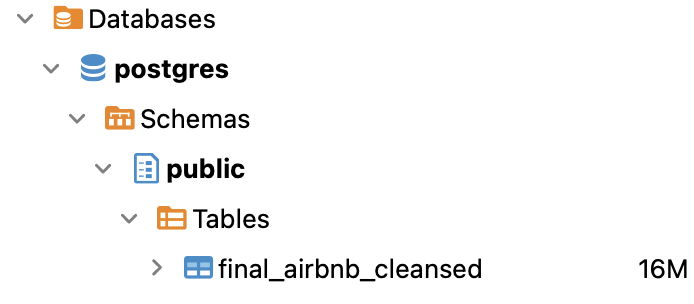 Databases
postgres
Schemas
public
Tables
final_airbnb_cleansed 16M